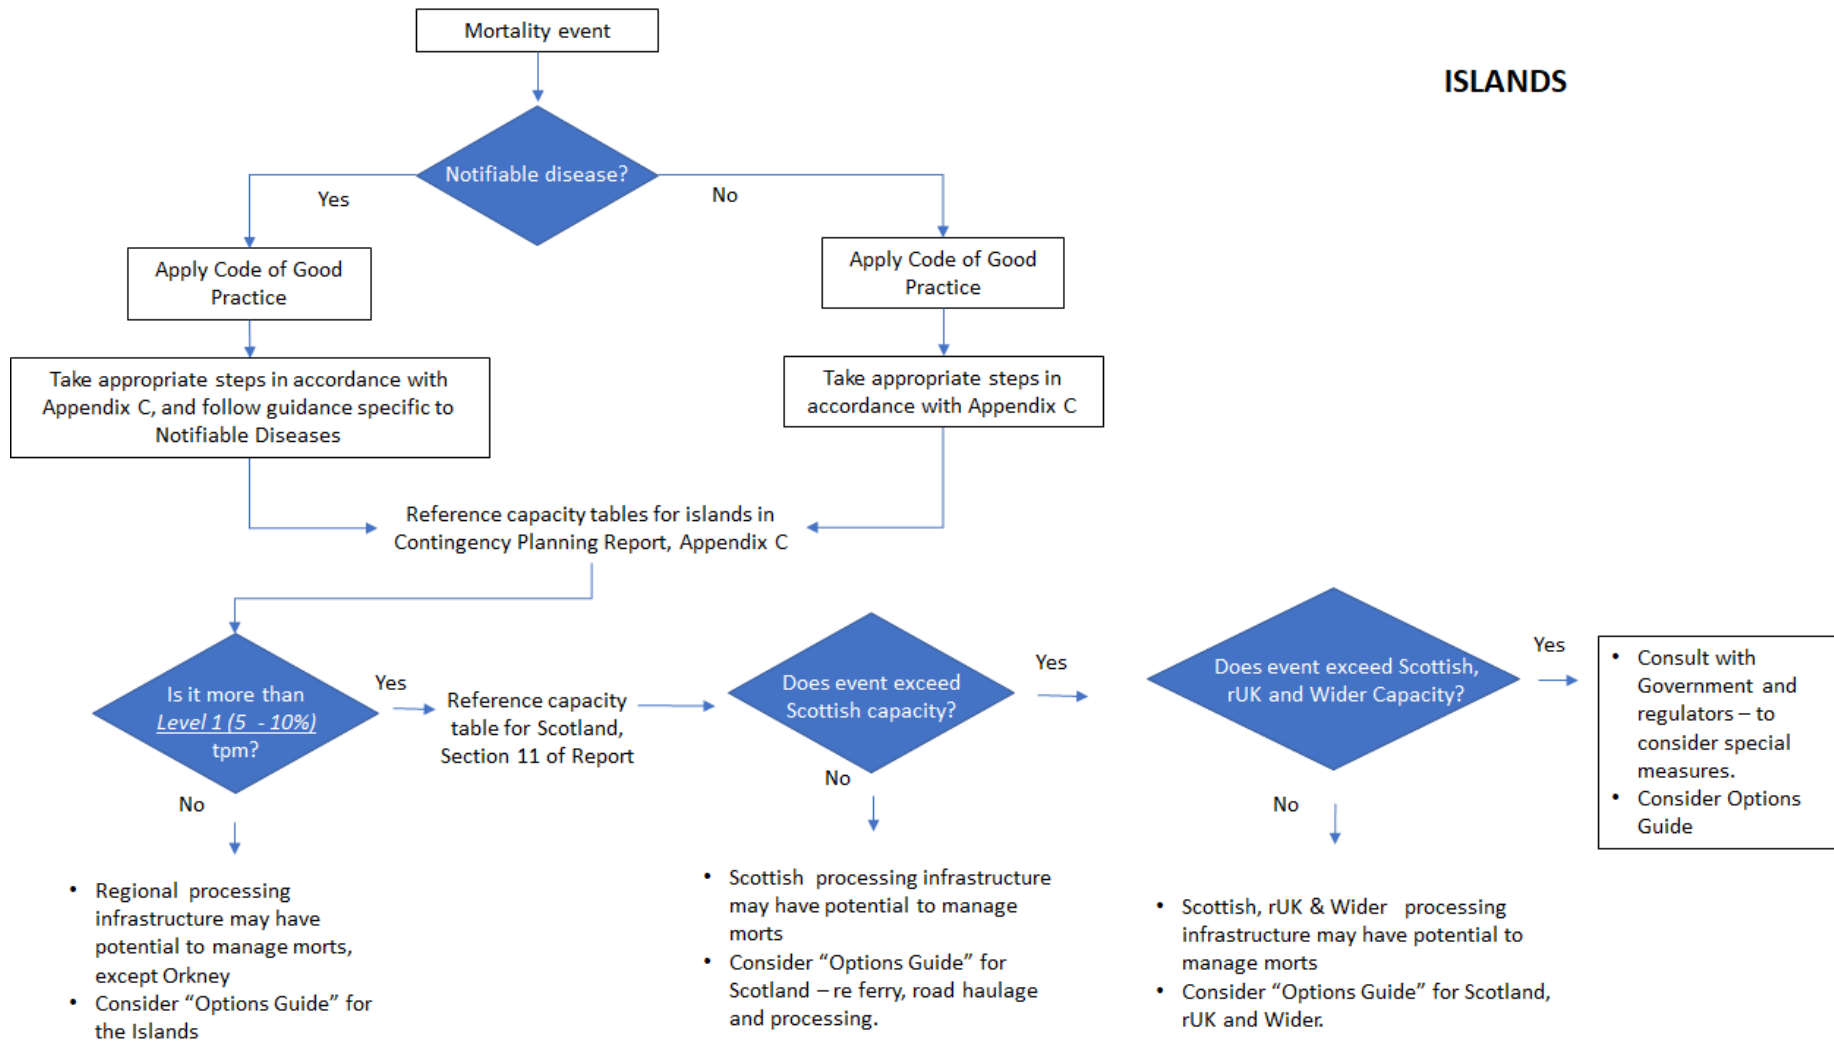 Mortality event
ISLANDS
Notifiable disease?
Yes
No
Apply Code of Good
Practice
Apply Code of Good
Practice
Take appropriate steps in accordance with
Appendix C, and follow guidance specific to
Notifiable Diseases
Take appropriate steps in
accordance with Appendix C
Reference capacity tables for islands in
Contingency Planning Report, Appendix C
Is it more than
Level 1 (5 - 10%)
tpm?
Yes
No
Reference capacity
table for Scotland,
Section 11 of Report
Does event exceed
Scottish capacity?
Yes
No
Does event exceed Scottish,
rUK and Wider Capacity?
Yes
No
• Consult with
Government and
regulators – to
consider special
measures.
• Consider Options
Guide
• Regional processing
infrastructure may have
potential to manage morts,
except Orkney
• Consider “Options Guide” for
the Islands
• Scottish processing infrastructure
may have potential to manage
morts
• Consider “Options Guide” for
Scotland – re ferry, road haulage
and processing.
• Scottish, rUK & Wider processing
infrastructure may have potential to
manage morts
• Consider “Options Guide” for Scotland,
rUK and Wider.